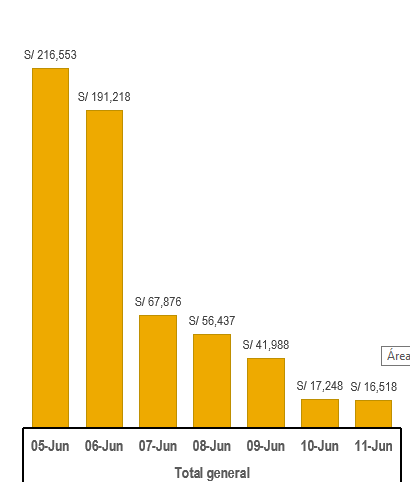 S/ 216,553
S/ 191,218
S/ 67,876
S/ 56,437
S/ 41,988
S/ 17,248
S/ 16,518
Área
05-Jun 06-Jun 07-Jun 08-Jun 09-Jun 10-Jun 11-Jun
Total general